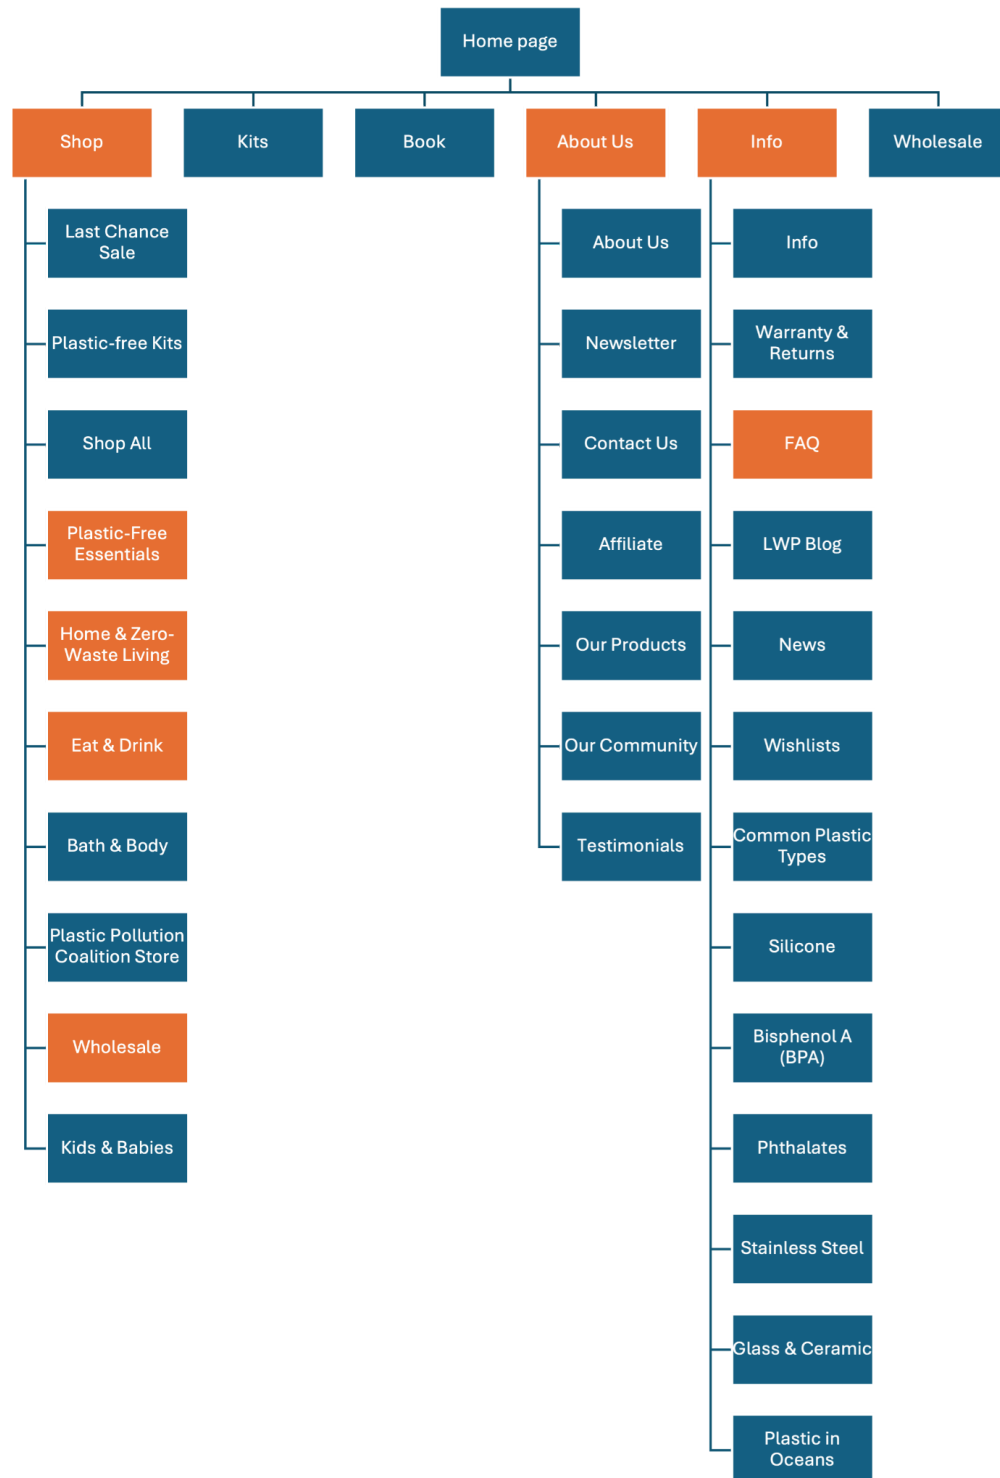 Home page
Shop
Kits
Book
About Us
Info
Wholesale
Last Chance
Sale
Plastic-free Kits
Shop All
Plastic-Free
Essentials
Home & Zero-
Waste Living
Eat & Drink
Bath & Body
Plastic Pollution
Coalition Store
Wholesale
Kids & Babies
About Us
Newsletter
Contact Us
Affiliate
Our Products
Our Community
Testimonials
Info
Warranty &
Returns
FAQ
LWP Blog
News
Wishlists
Common Plastic
Types
Silicone
Bisphenol A
(BPA)
Phthalates
Stainless Steel
Glass & Ceramic
Plastic in
Oceans